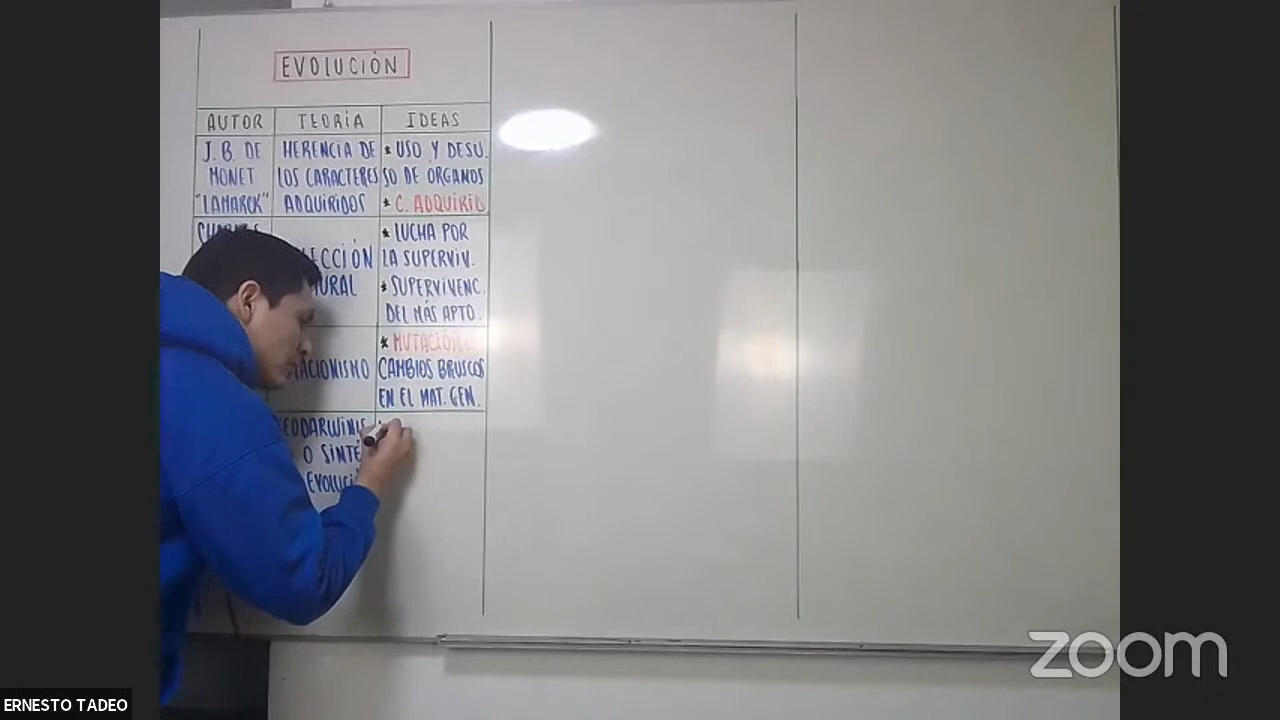 EVOLUCIÓN
AUTOR TEORÍA IDEAS
J. B. DE
MONET
"LAMARCK"
HERENCIA DE
LOS CARACTERES
ADQUIRIDOS
* USO Y DESU.
SO DE ORGANOS
* C. ADQUIRID
* LUCHA POR
LA SUPERVIV.
* SUPERVIVENC.
DEL MÁS APTO.
* MUTACIÓN:
CAMBIOS BRUSCOS
EN EL MAT. GEN.
O
zoom
ERNESTO TADEO